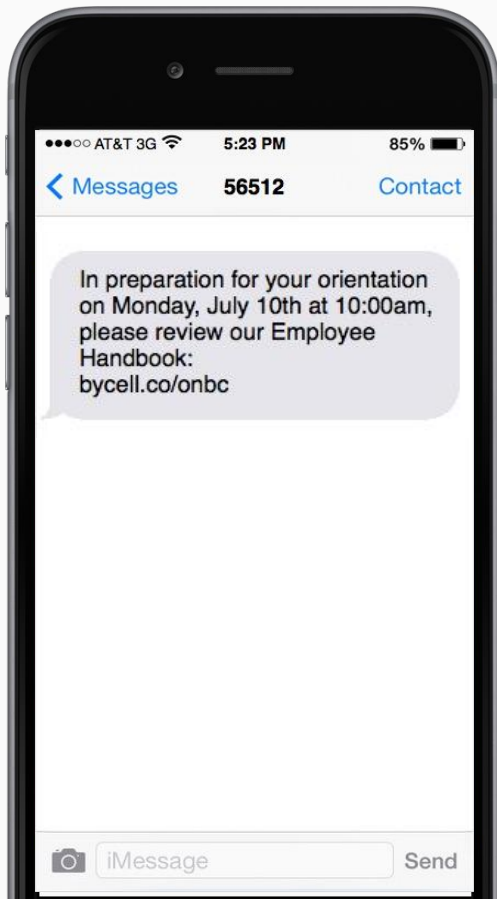 ●●●○○ AT&T 3G 5:23 PM 85%
Messages 56512 Contact
In preparation for your orientation
on Monday, July 10th at 10:00am,
please review our Employee
Handbook:
bycell.co/onbc
iMessage Send